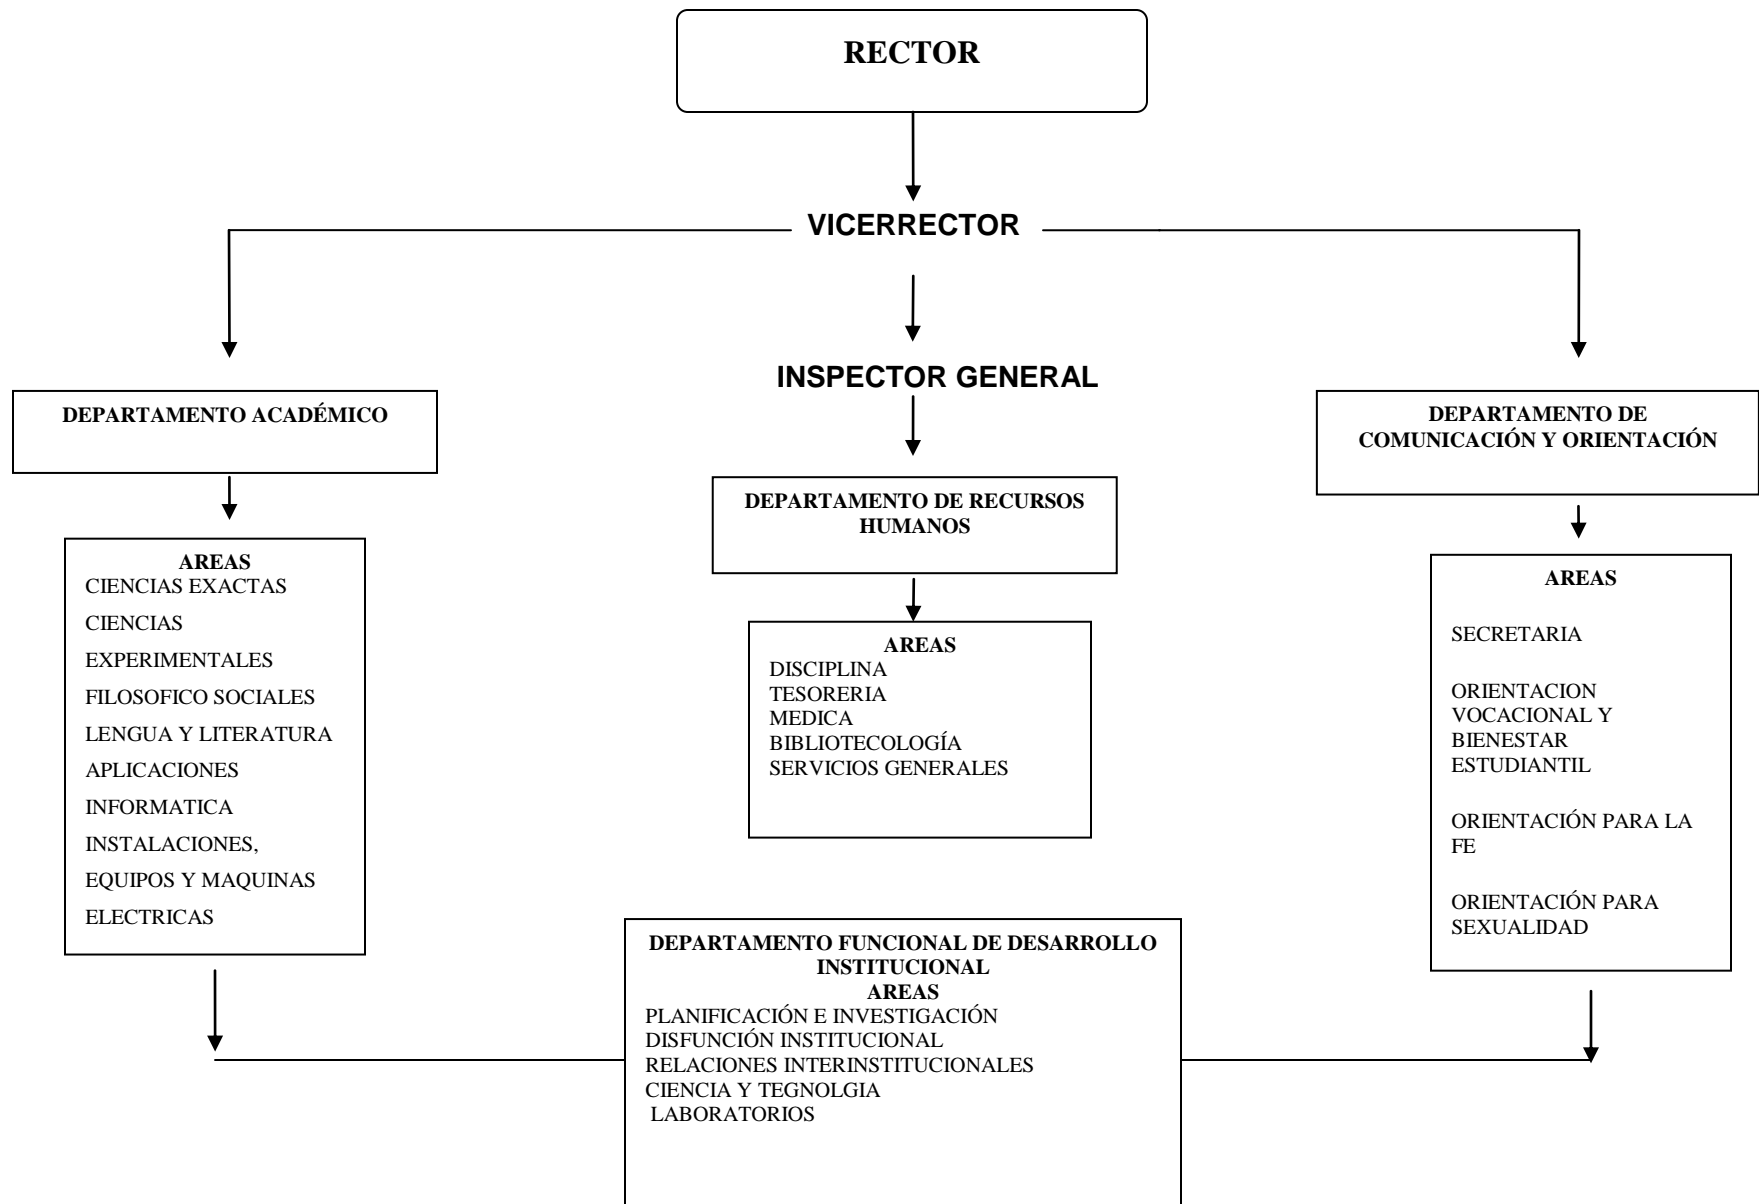 RECTOR
VICERRECTOR
INSPECTOR GENERAL
DEPARTAMENTO ACADÉMICO
AREAS
CIENCIAS EXACTAS
CIENCIAS
EXPERIMENTALES
FILOSOFICO SOCIALES
LENGUA Y LITERATURA
APLICACIONES
INFORMATICA
INSTALACIONES,
EQUIPOS Y MAQUINAS
ELECTRICAS
DEPARTAMENTO DE RECURSOS
HUMANOS
AREAS
DISCIPLINA
TESORERIA
MEDICA
BIBLIOTECOLOGÍA
SERVICIOS GENERALES
DEPARTAMENTO DE
COMUNICACIÓN Y ORIENTACIÓN
AREAS
SECRETARIA
ORIENTACION
VOCACIONAL Y
BIENESTAR
ESTUDIANTIL
ORIENTACIÓN PARA LA
FE
ORIENTACIÓN PARA
SEXUALIDAD
DEPARTAMENTO FUNCIONAL DE DESARROLLO
INSTITUCIONAL
AREAS
PLANIFICACIÓN E INVESTIGACIÓN
DISFUNCIÓN INSTITUCIONAL
RELACIONES INTERINSTITUCIONALES
CIENCIA Y TEGNOLGIA
LABORATORIOS